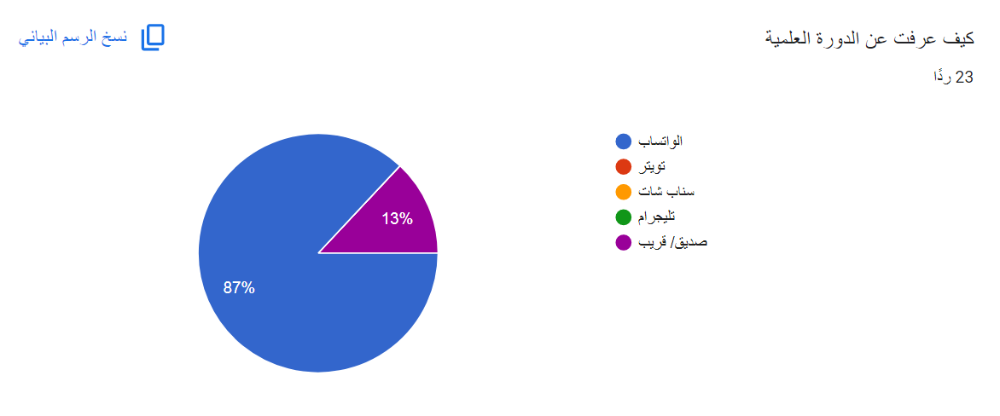 كيف عرفت عن الدورة العلمية
نسخ الرسم البياني
23 ردًا
الواتساب
تويتر
سناب شات
تليجرام
صديق/ قريب
13%
87%